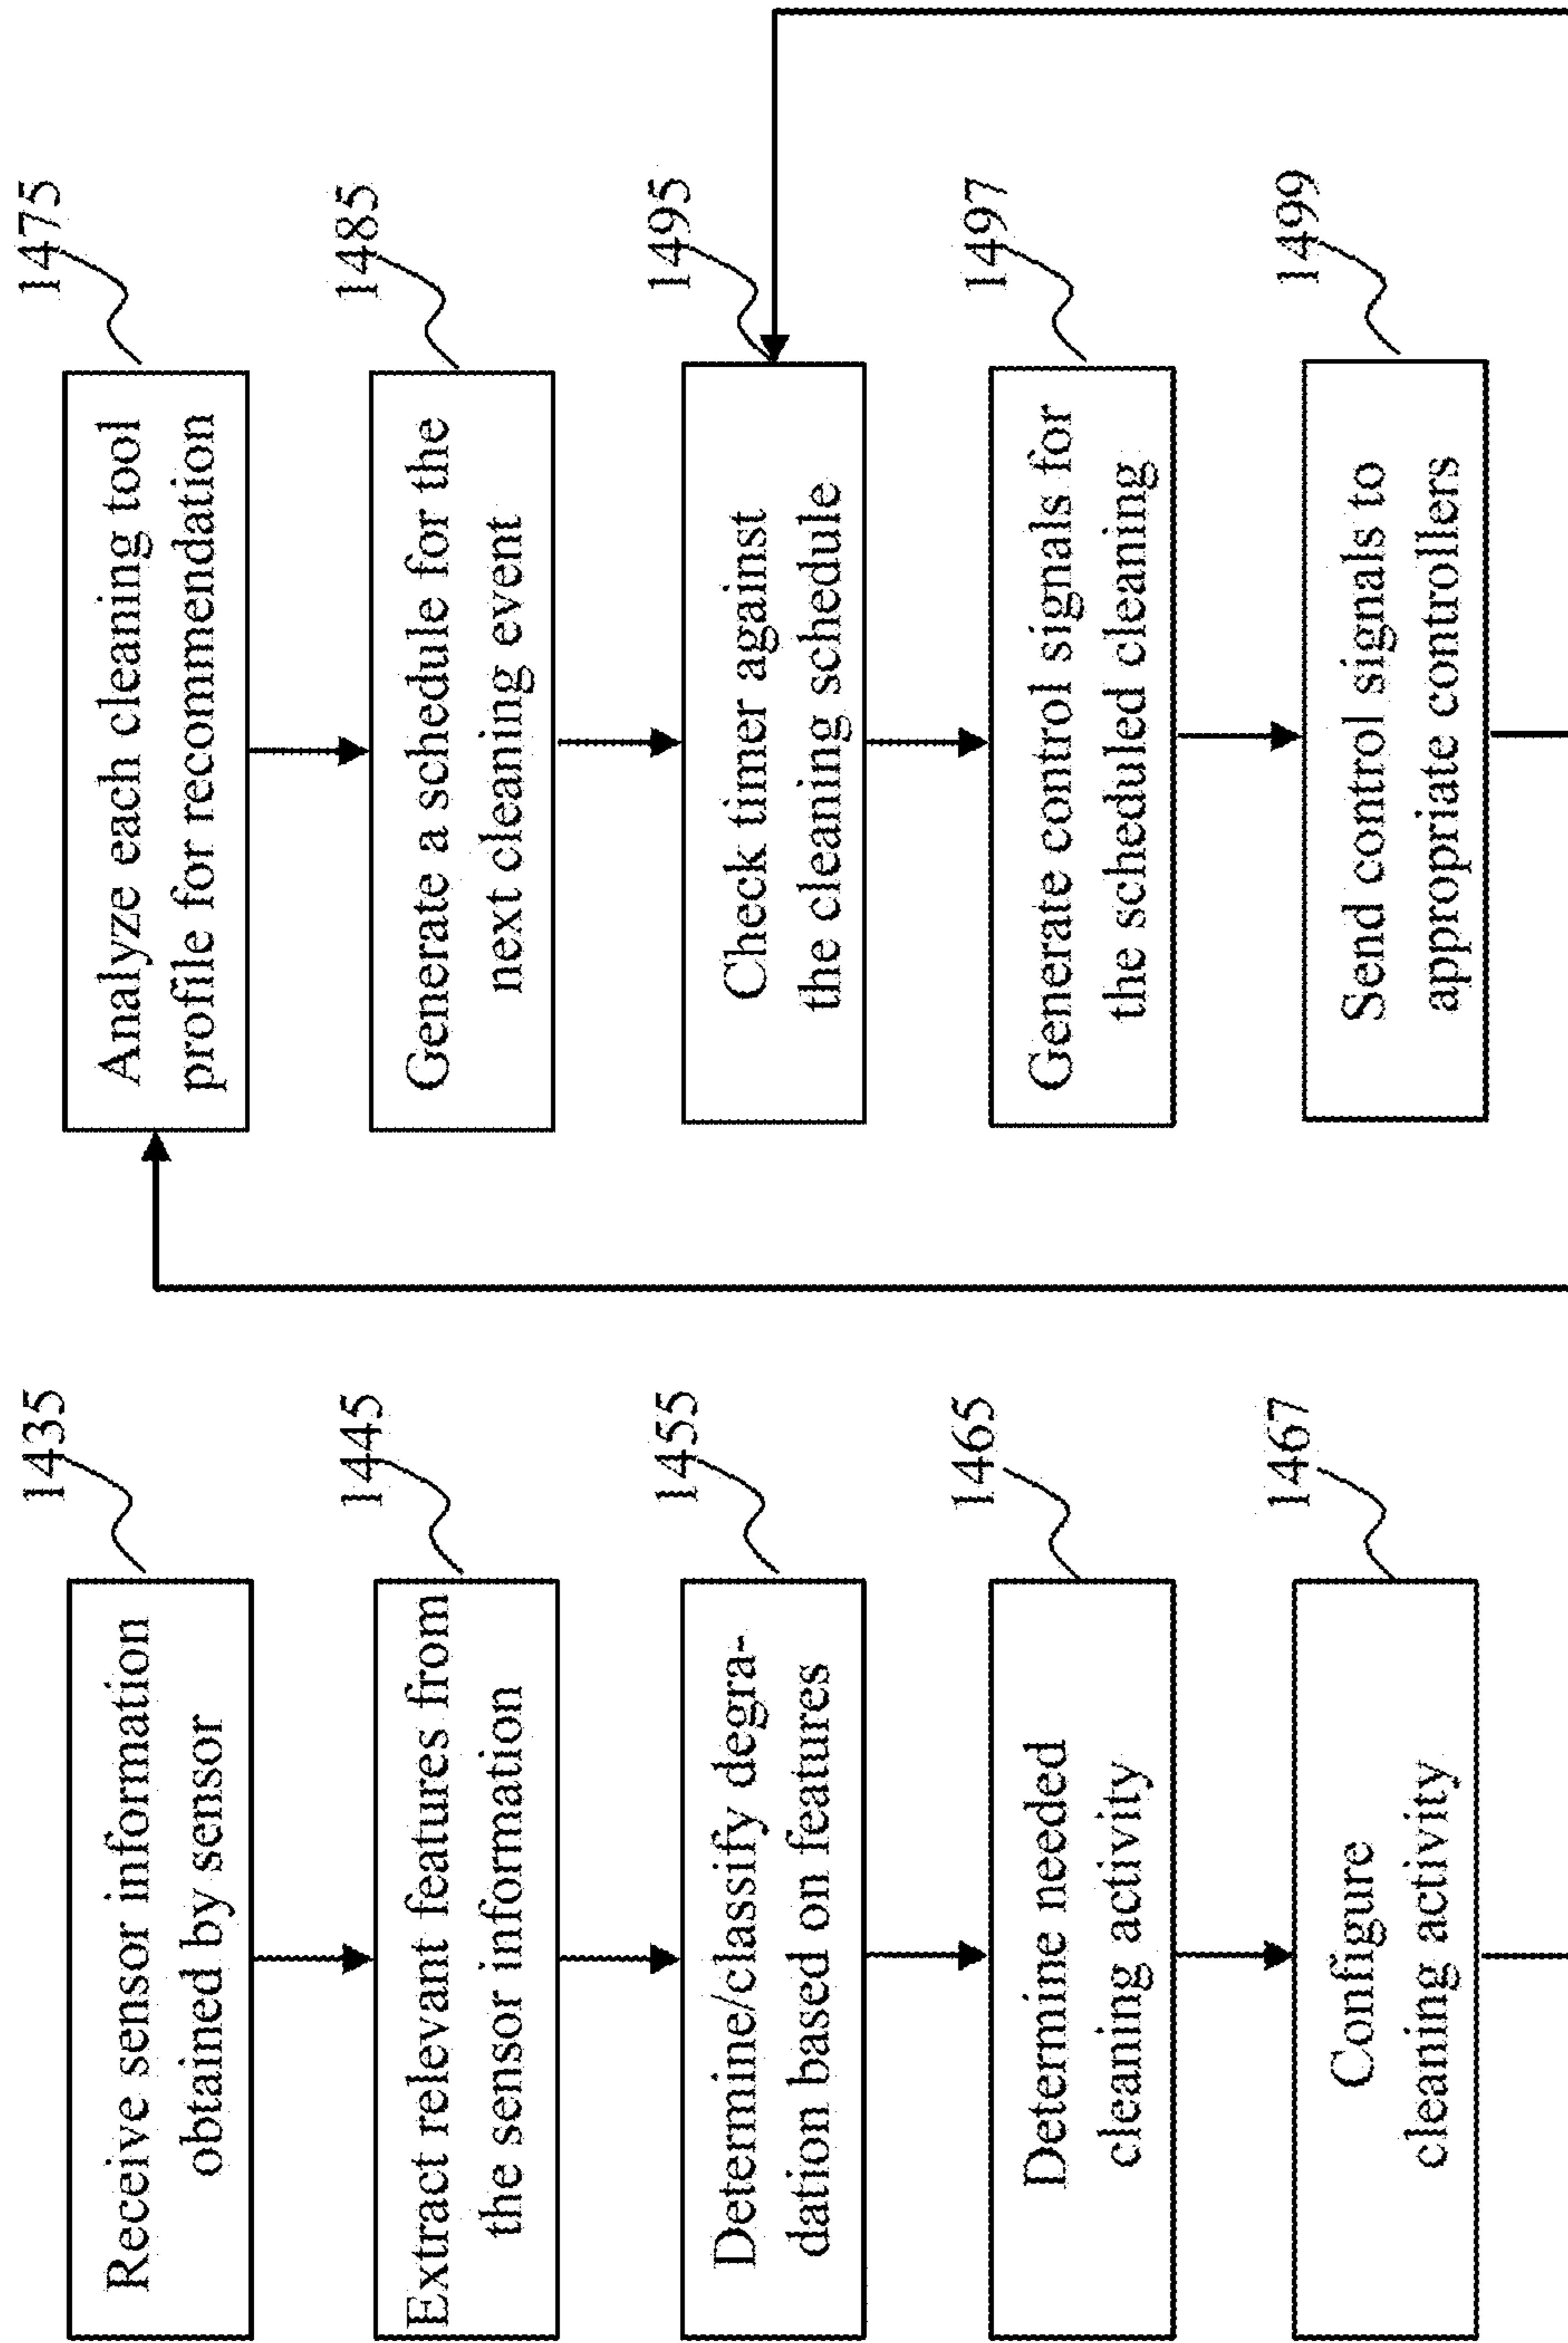 1435
Receive sensor information
obtained by sensor
1445
Extract relevant features from
the sensor information
1455
Determine/classify degra-
dation based on features
1465
Determine needed
cleaning activity
1467
Configure
cleaning activity
1475
Analyze each cleaning tool
profile for recommendation
1485
Generate a schedule for the
next cleaning event
1495
Check timer against
the cleaning schedule
1497
Generate control signals for
the scheduled cleaning
1499
Send control signals to
appropriate controllers